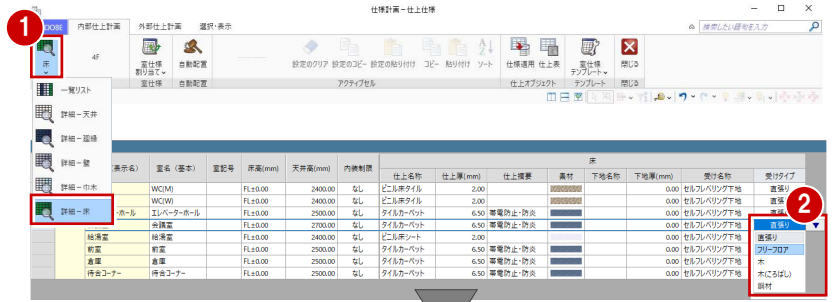 仕様計画 - 仕上仕様
内部仕上計画 外部仕上計画 選択・表示
検索したい語句を入力
1
床 4F 室仕様割り当て 自動配置 設定のクリア 設定のコピー 設定の貼り付け コピー 貼り付け ソート 仕様適用 仕上表 室仕様テンプレート 閉じる
室仕様 自動配置 アクティブセル 仕上オブジェクト テンプレート 閉じる
一覧リスト
詳細 - 天井
詳細 - 廻縁
詳細 - 壁
詳細 - 巾木
詳細 - 床
床
(表示名) 室名(基本) 室記号 床高(mm) 天井高(mm) 内装制限 仕上名称 仕上厚(mm) 仕上摘要 素材 下地名称 下地厚(mm) 受け名称 受けタイプ
WC(M) FL±0.00 2400.00 なし ビニル床タイル 2.00 0.00 セルフレベリング下地 直張り
WC(W) FL±0.00 2400.00 なし ビニル床タイル 2.00 0.00 セルフレベリング下地 直張り
・ホール エレベーターホール FL±0.00 2500.00 なし タイルカーペット 6.50 帯電防止・防炎 0.00 セルフレベリング下地
会議室 FL±0.00 2700.00 なし タイルカーペット 6.50 帯電防止・防炎 0.00 セルフレベリング下地 直張り
給湯室 給湯室 FL±0.00 2400.00 なし ビニル床シート 2.00 0.00 セルフレベリング下地
前室 前室 FL±0.00 2500.00 なし タイルカーペット 6.50 帯電防止・防炎 0.00 セルフレベリング下地
倉庫 倉庫 FL±0.00 2500.00 なし タイルカーペット 6.50 帯電防止・防炎 0.00 セルフレベリング下地
待合コーナー 待合コーナー FL±0.00 2500.00 なし タイルカーペット 6.50 帯電防止・防炎 0.00 セルフレベリング下地
2
直張り
フリーフロア
木
木(ころばし)
鋼材